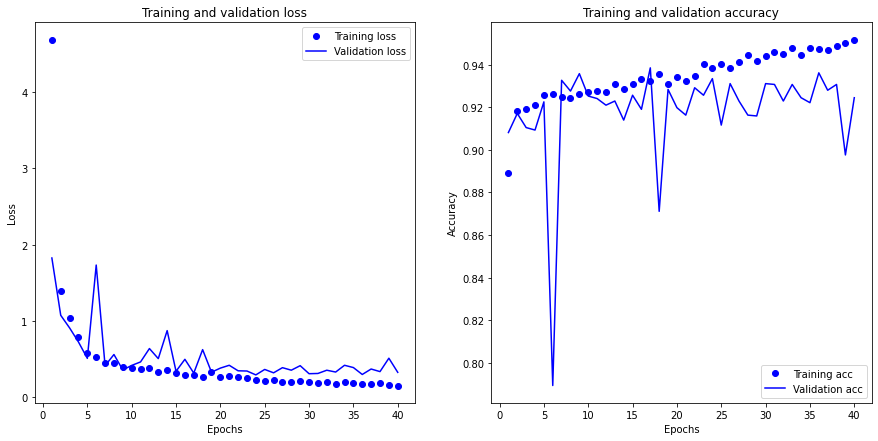 Training and validation loss
Training loss
Validation loss
4
3
2
1
0
Loss
0 5 10 15 20 25 30 35 40
Epochs
Training and validation accuracy
0.94
0.92
0.90
0.88
0.86
0.84
0.82
0.80
Accuracy
Training acc
Validation acc
0 5 10 15 20 25 30 35 40
Epochs